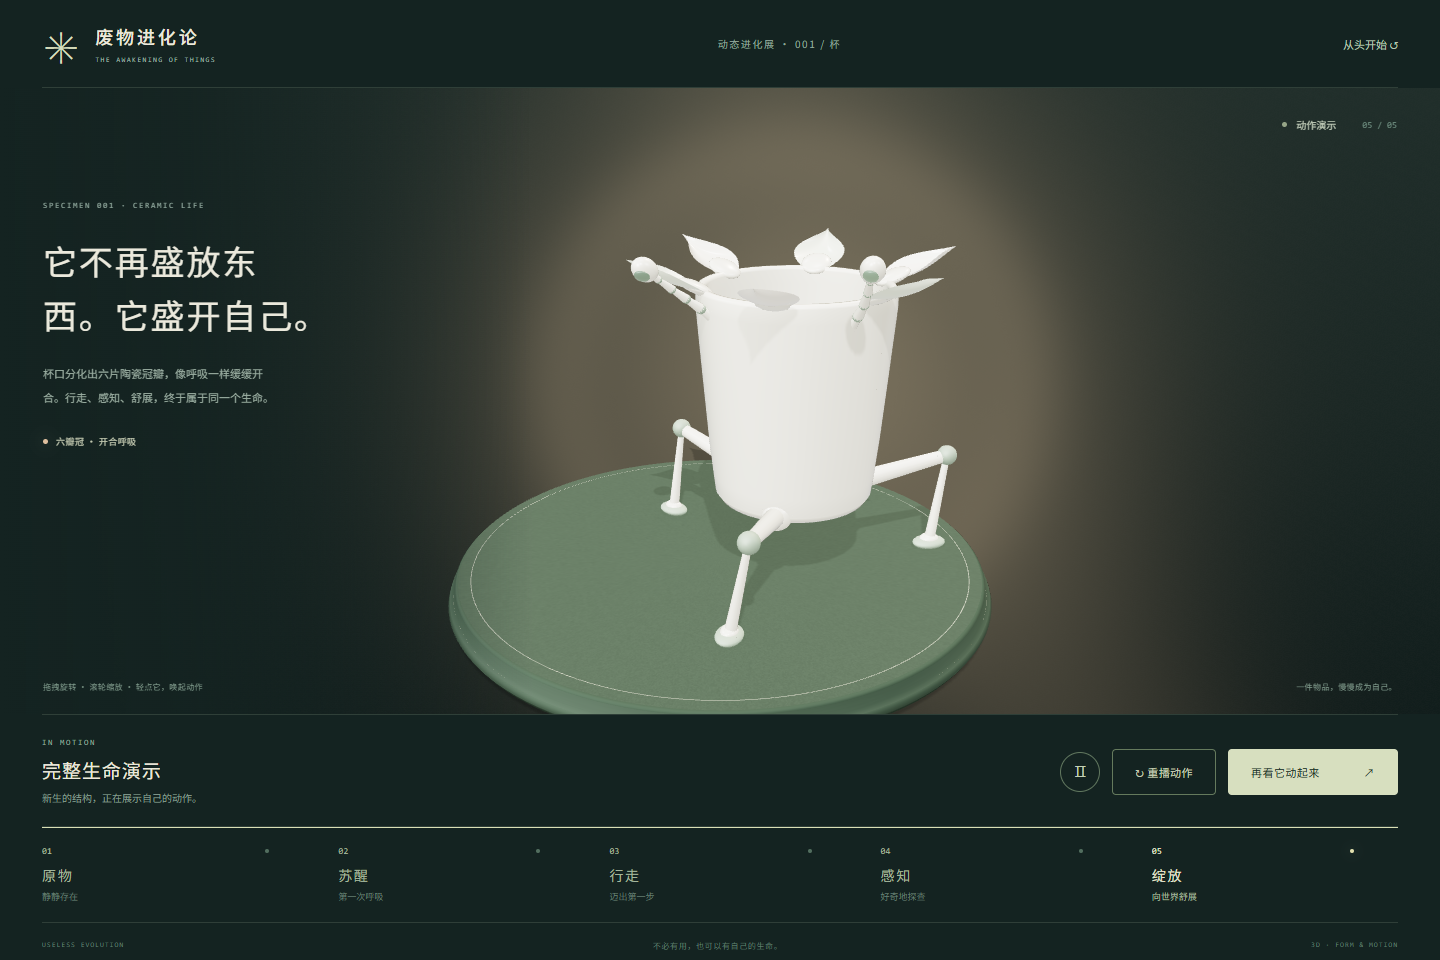 废物进化论
THE AWAKENING OF THINGS
动态进化展 · 001 / 杯
从头开始 ↺
动作演示 05 / 05
SPECIMEN 001 · CERAMIC LIFE
它不再盛放东
西。它盛开自己。
杯口分化出六片陶瓷冠瓣，像呼吸一样缓缓开
合。行走、感知、舒展，终于属于同一个生命。
六瓣冠 · 开合呼吸
拖拽旋转 · 滚轮缩放 · 轻点它，唤起动作
一件物品，慢慢成为自己。
IN MOTION
完整生命演示
新生的结构，正在展示自己的动作。
↻ 重播动作
再看它动起来 ↗
01
原物
静静存在
02
苏醒
第一次呼吸
03
行走
迈出第一步
04
感知
好奇地探查
05
绽放
向世界舒展
USELESS EVOLUTION
不必有用，也可以有自己的生命。
3D · FORM & MOTION